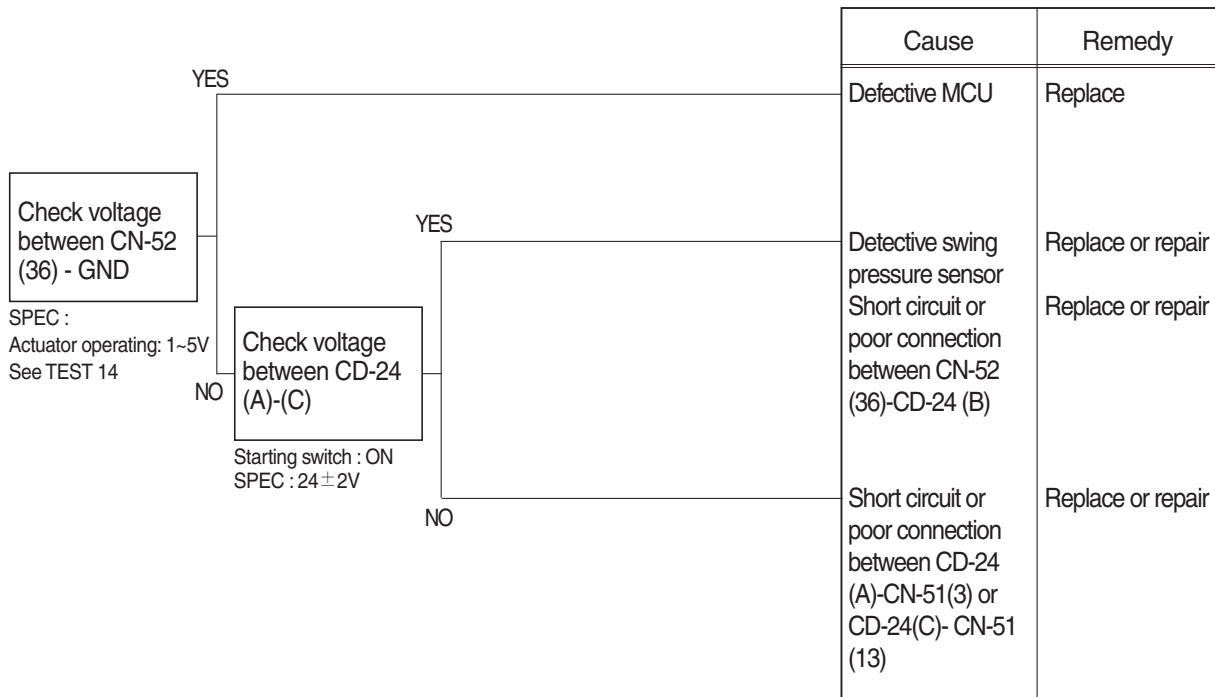 Cause
Remedy
YES
Defective MCU
Replace
Check voltage
between CN-52
(36) - GND
SPEC :
Actuator operating: 1~5V
See TEST 14
NO
YES
Detective swing
pressure sensor
Replace or repair
Short circuit or
poor connection
between CN-52
(36)-CD-24 (B)
Replace or repair
Check voltage
between CD-24
(A)-(C)
Starting switch : ON
SPEC : 24±2V
NO
Short circuit or
poor connection
between CD-24
(A)-CN-51(3) or
CD-24(C)- CN-51
(13)
Replace or repair